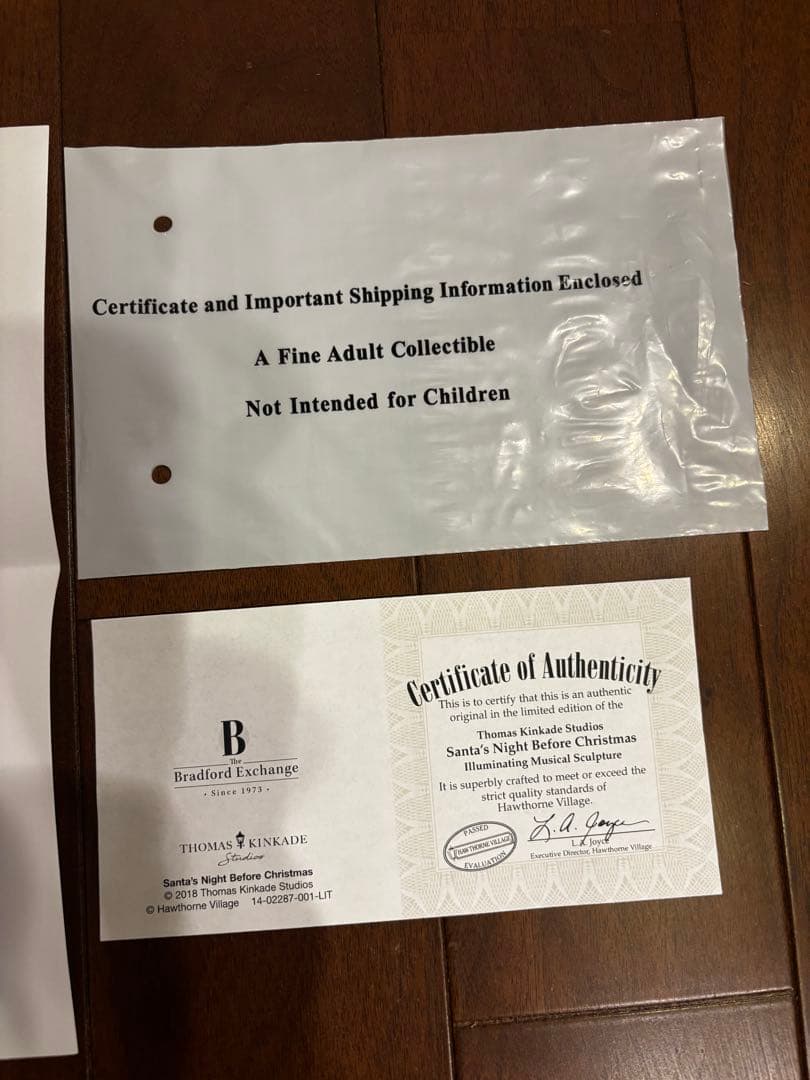 Certificate and Important Shipping Information Enclosed
A Fine Adult Collectible
Not Intended for Children
B
The
Bradford Exchange
· Since 1973 ·
THOMAS KINKADE
Studios
Santa's Night Before Christmas
© 2018 Thomas Kinkade Studios
© Hawthorne Village 14-02287-001-LIT
Certificate of Authenticity
This is to certify that this is an authentic
original in the limited edition of the
Thomas Kinkade Studios
Santa's Night Before Christmas
Illuminating Musical Sculpture
It is superbly crafted to meet or exceed the
strict quality standards of
Hawthorne Village.
PASSED
HAWTHORNE VILLAGE
EVALUATION
L.A. Joyce
L.A. Joyce
Executive Director, Hawthorne Village